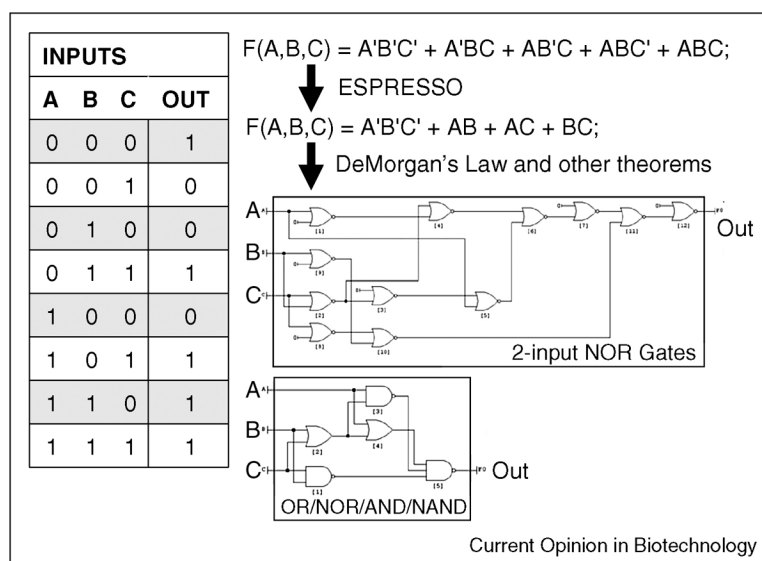 INPUTS
A B C OUT
0 0 0 1
0 0 1 0
0 1 0 0
0 1 1 1
1 0 0 0
1 0 1 1
1 1 0 1
1 1 1 1
F(A,B,C) = A'B'C' + A'BC + AB'C + ABC' + ABC;
ESPRESSO
F(A,B,C) = A'B'C' + AB + AC + BC;
DeMorgan's Law and other theorems
A
B
C
[1]
[4]
[6]
[7]
[11]
[12]
Out
[9]
[2]
[3]
[5]
[8]
[10]
2-input NOR Gates
A
B
C
[3]
[2]
[4]
[1]
[5]
Out
OR/NOR/AND/NAND
Current Opinion in Biotechnology